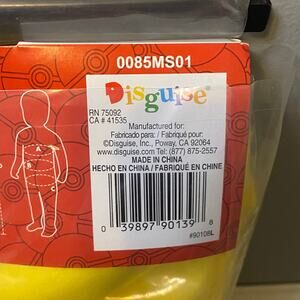 0085MS01
Disguise®
RN 75092
CA # 41535
Manufactured for:
Fabricado para: / Fabriqué pour:
©Disguise, Inc., Poway, CA 92064
www.disguise.com Tel: (877) 875-2557
MADE IN CHINA
HECHO EN CHINA / FABRIQUÉ EN CHINE
0 39897 90139 8
#90108L